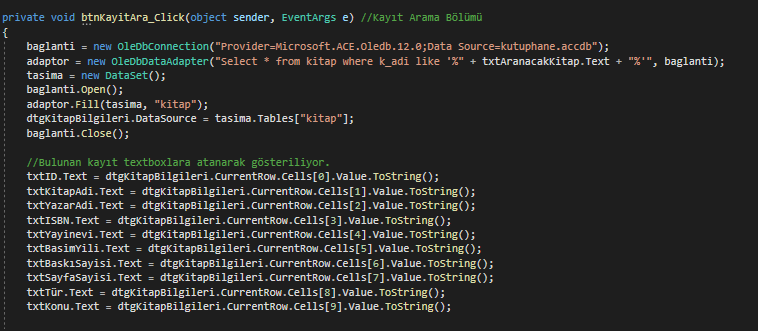 private void btnKayitAra_Click(object sender, EventArgs e) //Kayıt Arama Bölümü
{
baglanti = new OleDbConnection("Provider=Microsoft.ACE.Oledb.12.0;Data Source=kutuphane.accdb");
adaptor = new OleDbDataAdapter("Select * from kitap where k_adi like '%" + txtAranacakKitap.Text + "%'", baglanti);
tasima = new DataSet();
baglanti.Open();
adaptor.Fill(tasima, "kitap");
dtgKitapBilgileri.DataSource = tasima.Tables["kitap"];
baglanti.Close();
//Bulunan kayıt textboxlara atanarak gösteriliyor.
txtID.Text = dtgKitapBilgileri.CurrentRow.Cells[0].Value.ToString();
txtKitapAdi.Text = dtgKitapBilgileri.CurrentRow.Cells[1].Value.ToString();
txtYazarAdi.Text = dtgKitapBilgileri.CurrentRow.Cells[2].Value.ToString();
txtISBN.Text = dtgKitapBilgileri.CurrentRow.Cells[3].Value.ToString();
txtYayinevi.Text = dtgKitapBilgileri.CurrentRow.Cells[4].Value.ToString();
txtBasimYili.Text = dtgKitapBilgileri.CurrentRow.Cells[5].Value.ToString();
txtBaskıSayisi.Text = dtgKitapBilgileri.CurrentRow.Cells[6].Value.ToString();
txtSayfaSayisi.Text = dtgKitapBilgileri.CurrentRow.Cells[7].Value.ToString();
txtTür.Text = dtgKitapBilgileri.CurrentRow.Cells[8].Value.ToString();
txtKonu.Text = dtgKitapBilgileri.CurrentRow.Cells[9].Value.ToString();